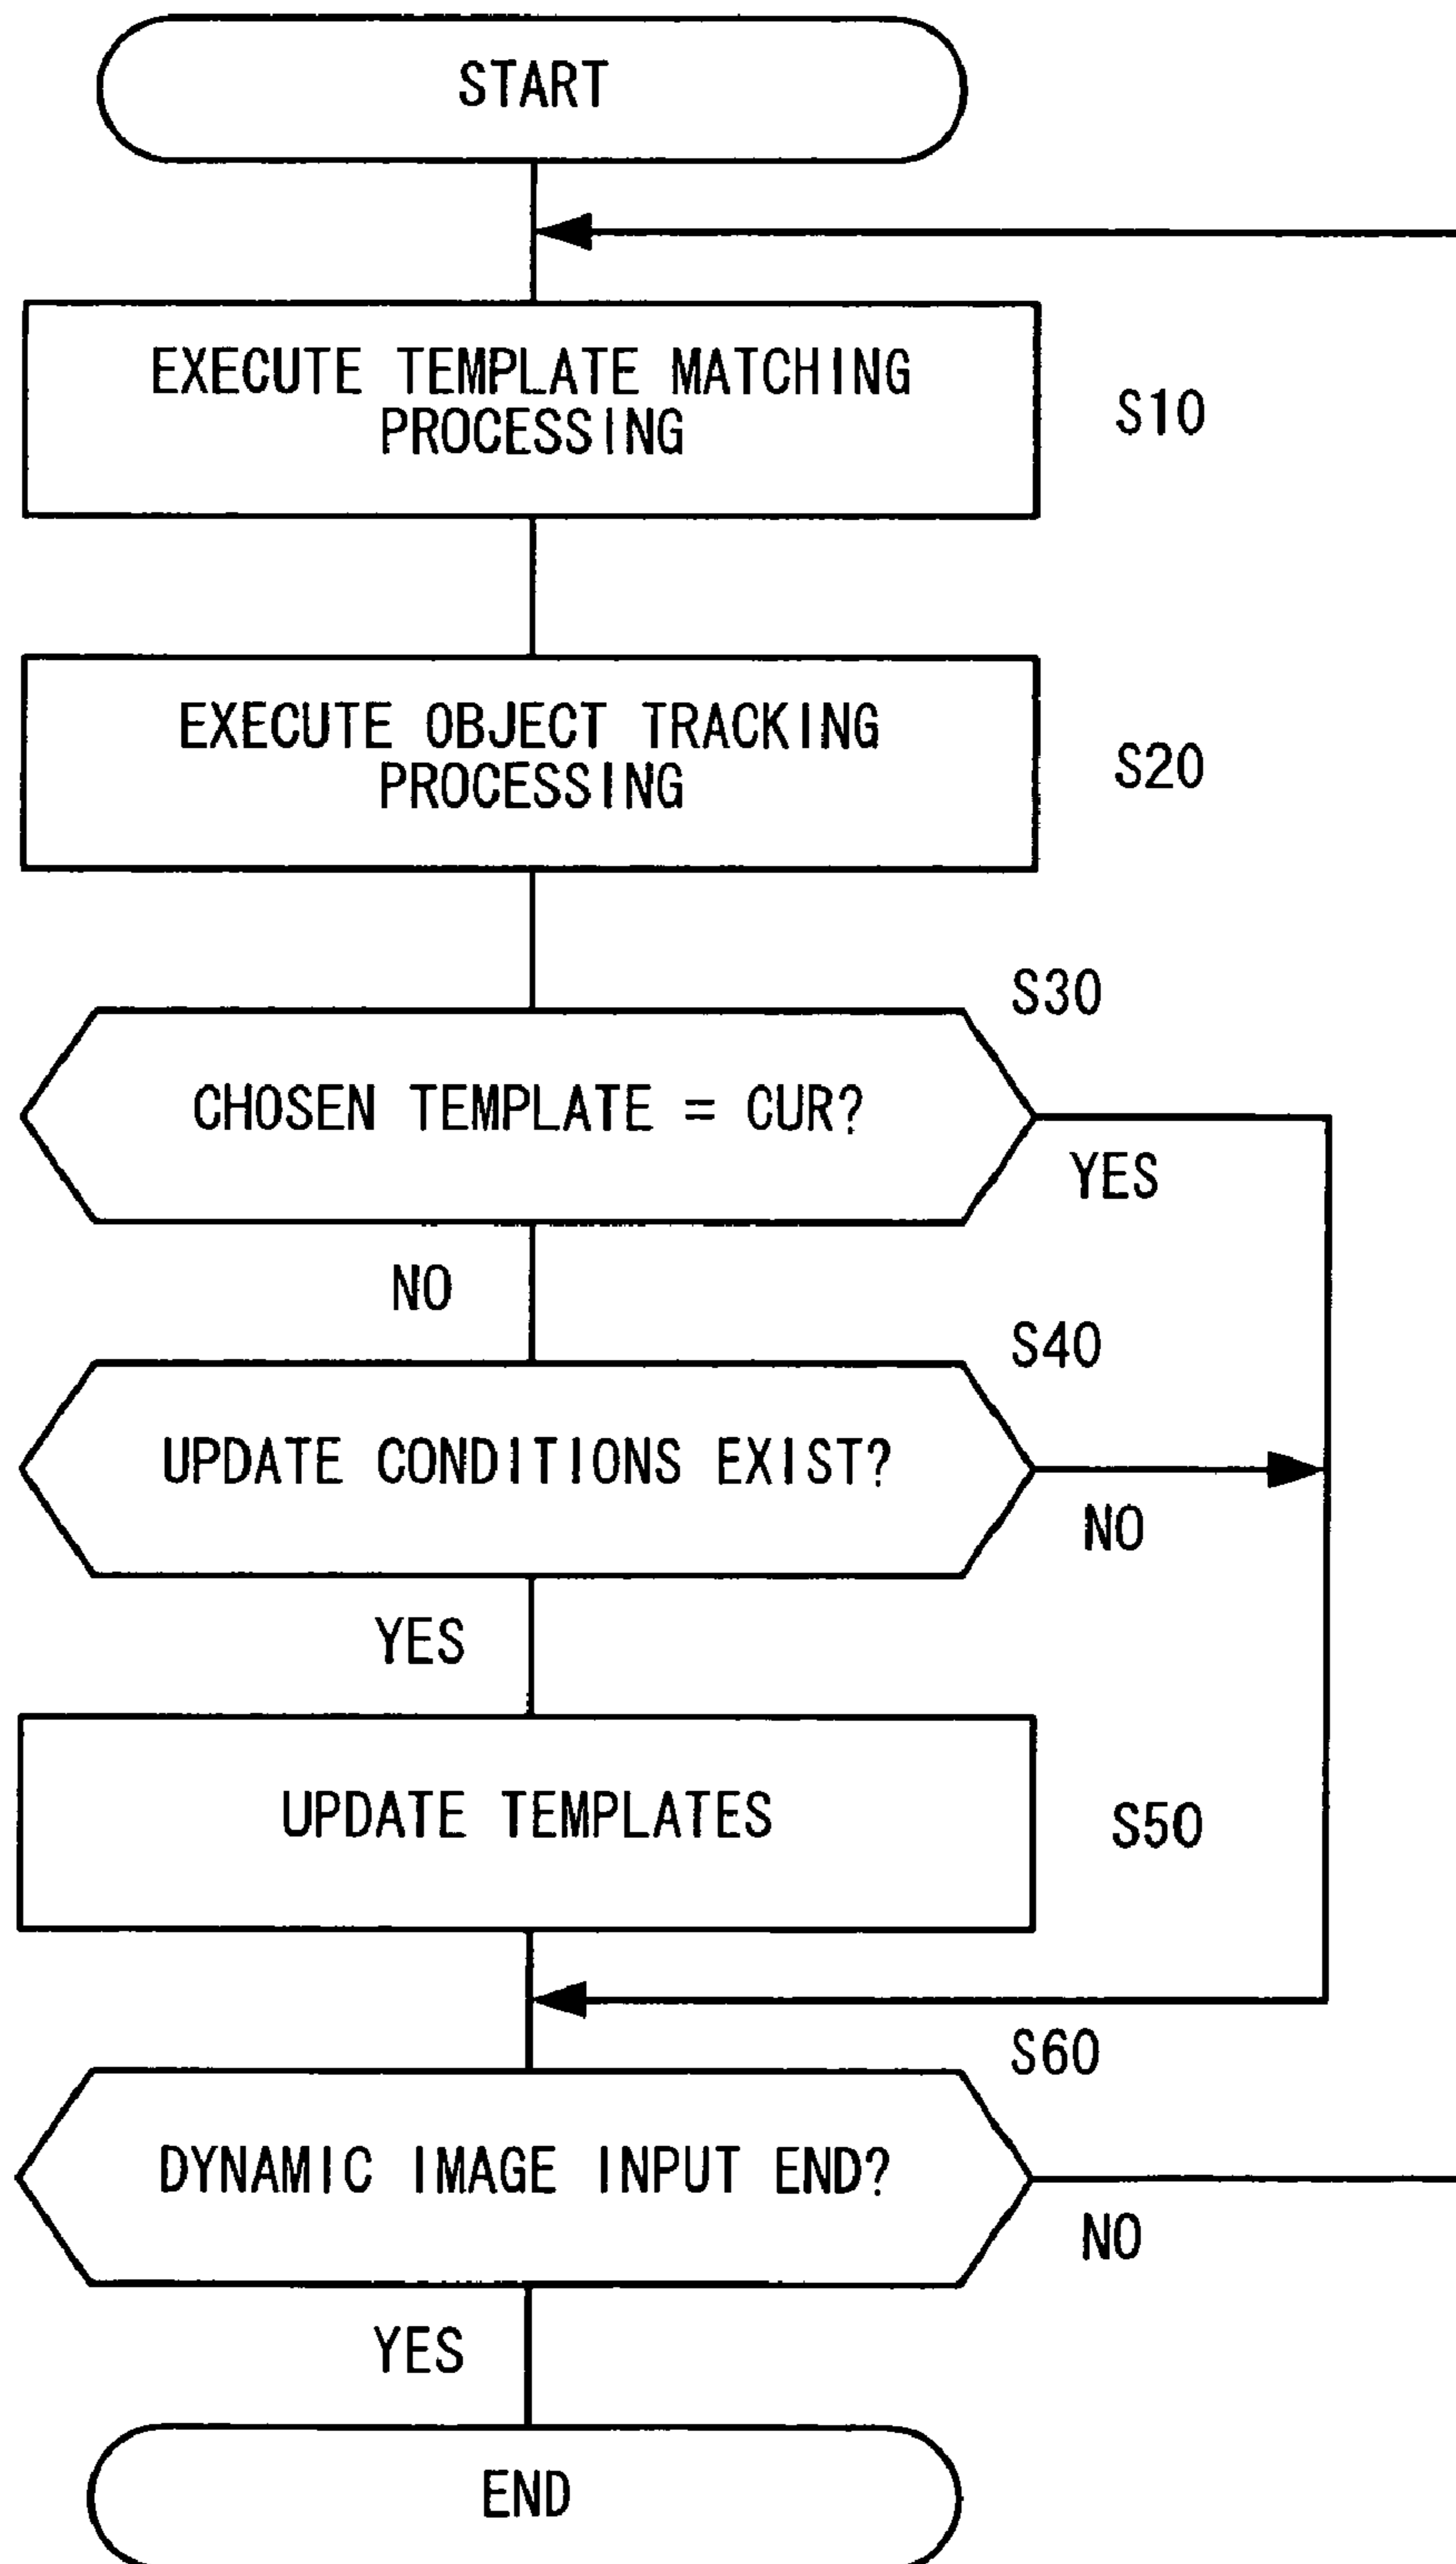 START
EXECUTE TEMPLATE MATCHING
PROCESSING
S10
EXECUTE OBJECT TRACKING
PROCESSING
S20
S30
CHOSEN TEMPLATE = CUR?
YES
NO
S40
UPDATE CONDITIONS EXIST?
NO
YES
UPDATE TEMPLATES
S50
S60
DYNAMIC IMAGE INPUT END?
NO
YES
END